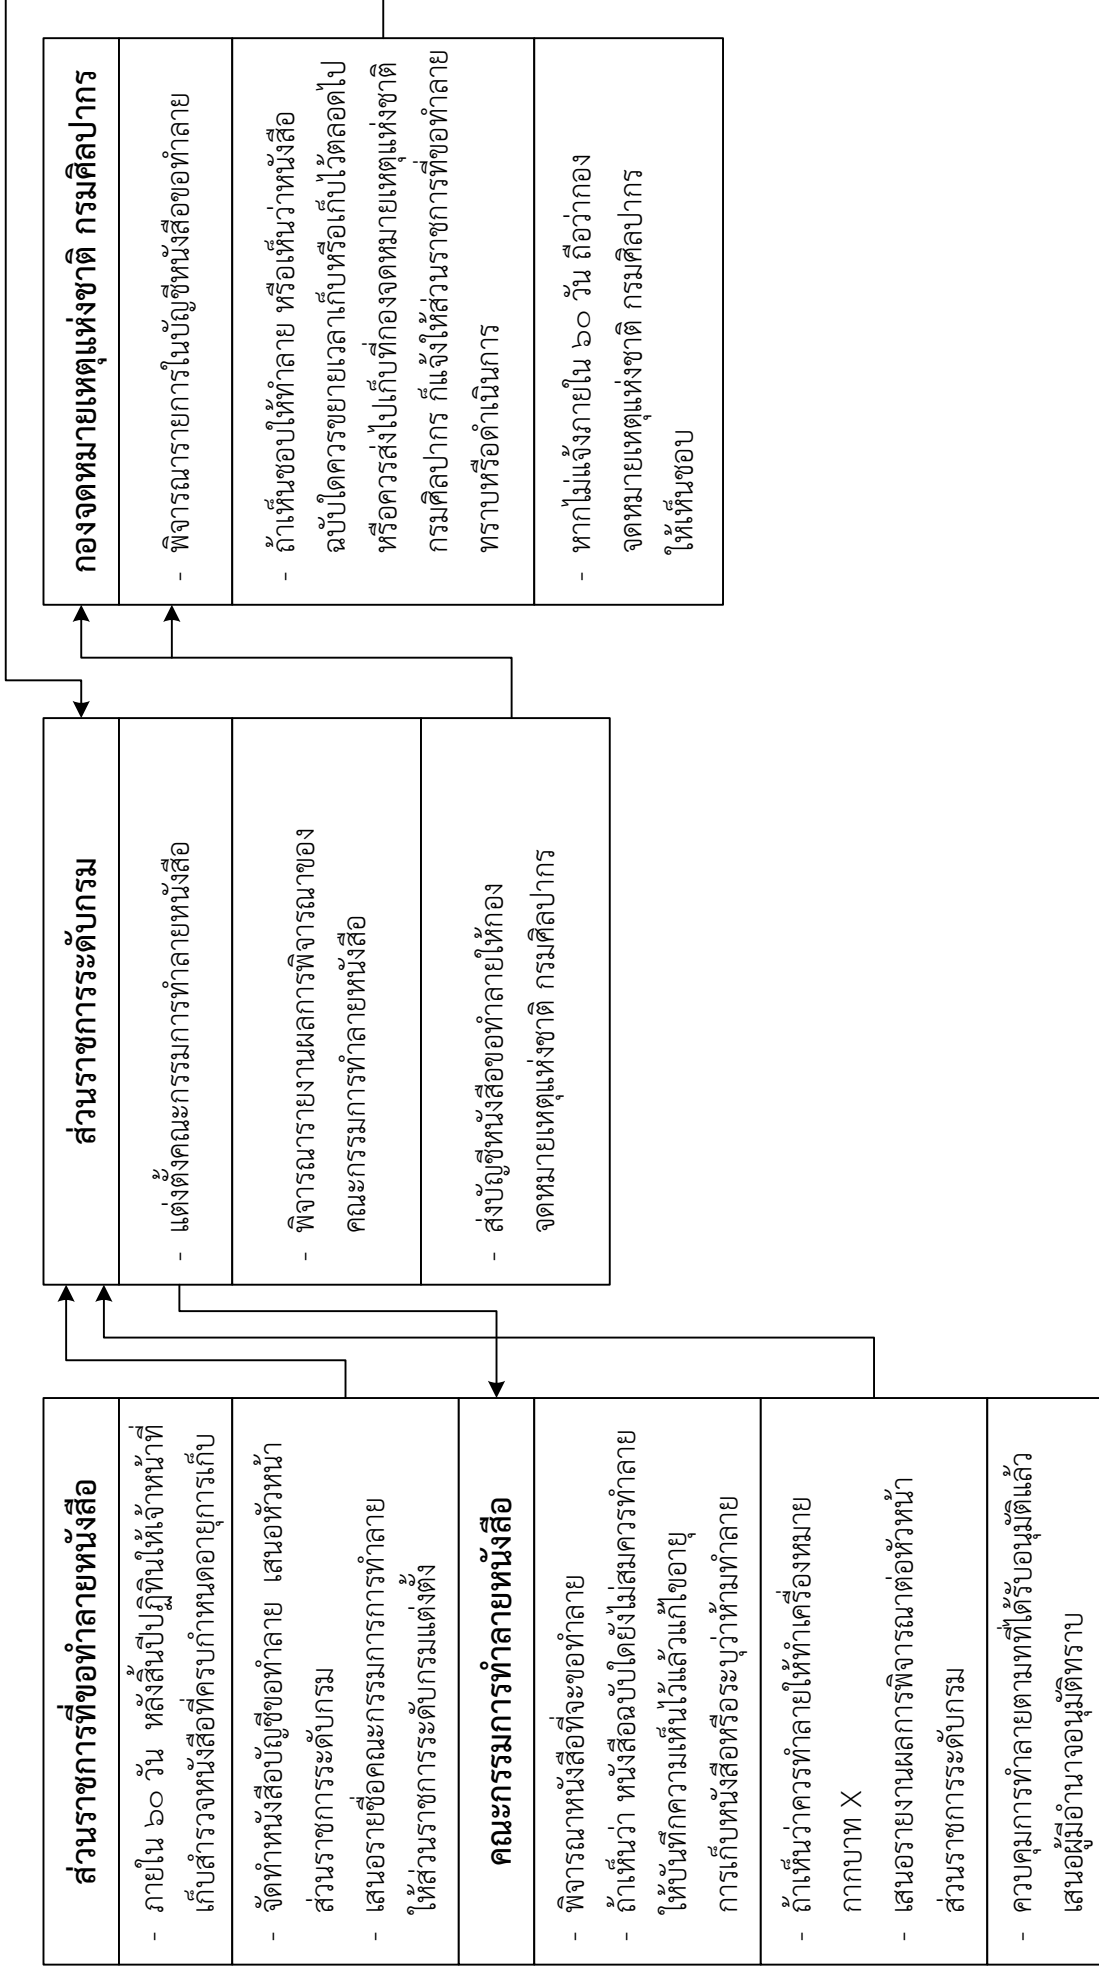 ส่วนราชการที่ขอทำลายหนังสือ
- ภายใน ๖๐ วัน หลังสิ้นปีปฏิทินให้เจ้าหน้าที่
เก็บสำรวจหนังสือที่ครบกำหนดอายุการเก็บ
- จัดทำหนังสือบัญชีขอทำลาย เสนอหัวหน้า
ส่วนราชการระดับกรม
- เสนอรายชื่อคณะกรรมการการทำลาย
ให้ส่วนราชการระดับกรมแต่งตั้ง
คณะกรรมการทำลายหนังสือ
- พิจารณาหนังสือที่จะขอทำลาย
- ถ้าเห็นว่า หนังสือฉบับใดยังไม่สมควรทำลาย
ให้บันทึกความเห็นไว้แล้วแก้ไขอายุ
การเก็บหนังสือหรือระบุว่าห้ามทำลาย
- ถ้าเห็นว่าควรทำลายให้ทำเครื่องหมาย
กากบาท X
- เสนอรายงานผลการพิจารณาต่อหัวหน้า
ส่วนราชการระดับกรม
- ควบคุมการทำลายตามทที่ได้รับอนุมัติแล้ว
เสนอผู้มีอำนาจอนุมัติทราบ
ส่วนราชการระดับกรม
- แต่งตั้งคณะกรรมการทำลายหนังสือ
- พิจารณารายงานผลการพิจารณาของ
คณะกรรมการทำลายหนังสือ
- ส่งบัญชีหนังสือขอทำลายให้กอง
จดหมายเหตุแห่งชาติ กรมศิลปากร
กองจดหมายเหตุแห่งชาติ กรมศิลปากร
- พิจารณารายการในบัญชีหนังสือขอทำลาย
- ถ้าเห็นชอบให้ทำลาย หรือเห็นว่าหนังสือ
ฉบับใดควรขยายเวลาเก็บหรือเก็บไว้ตลอดไป
หรือควรส่งไปเก็บที่กองจดหมายเหตุแห่งชาติ
กรมศิลปากร ก็แจ้งให้ส่วนราชการที่ขอทำลาย
ทราบหรือดำเนินการ
- หากไม่แจ้งภายใน ๖๐ วัน ถือว่ากอง
จดหมายเหตุแห่งชาติ กรมศิลปากร
ให้เห็นชอบ